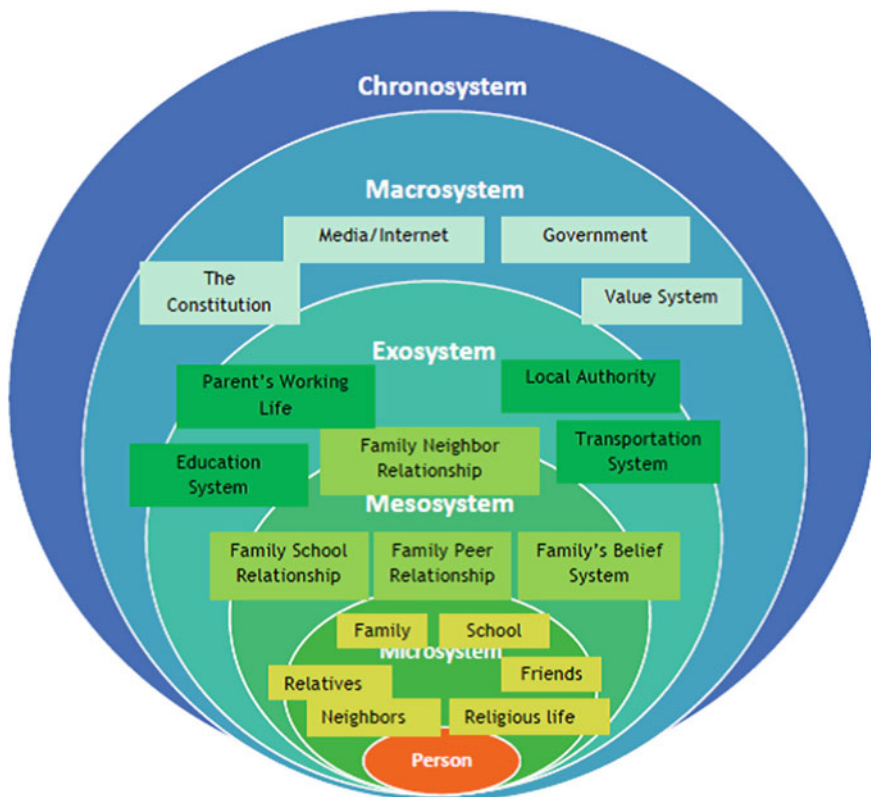 Chronosystem
Macrosystem
Media/Internet
Government
The
Constitution
Value System
Exosystem
Parent's Working
Life
Local Authority
Education
System
Family Neighbor
Relationship
Transportation
System
Mesosystem
Family School
Relationship
Family Peer
Relationship
Family's Belief
System
Family
School
Microsystem
Relatives
Friends
Neighbors
Religious life
Person